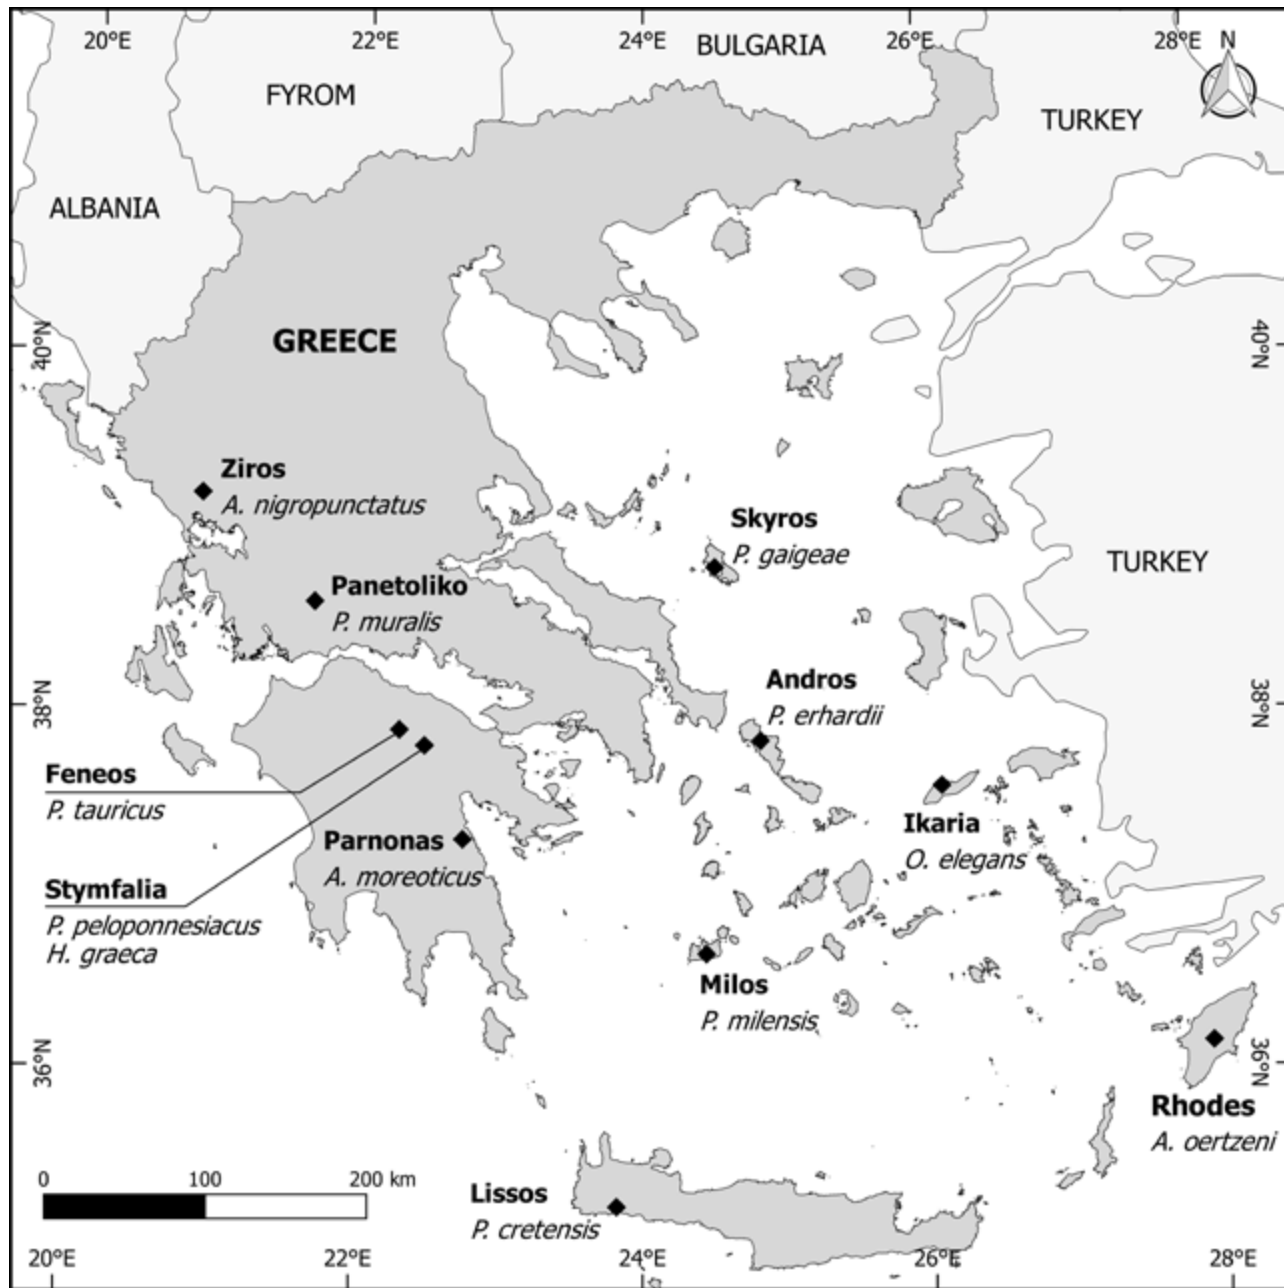 20°E 22°E 24°E 26°E 28°E
N
BULGARIA
FYROM
TURKEY
ALBANIA
GREECE
40°N
40°N
Ziros
A. nigropunctatus
Skyros
P. gaigeae
TURKEY
Panetoliko
P. muralis
38°N
38°N
Andros
P. erhardii
Feneos
P. tauricus
Ikaria
O. elegans
Parnonas
A. moreoticus
Stymfalia
P. peloponnesiacus
H. graeca
Milos
P. milensis
36°N
36°N
Rhodes
A. oertzeni
0 100 200 km
Lissos
P. cretensis
20°E 22°E 24°E 26°E 28°E